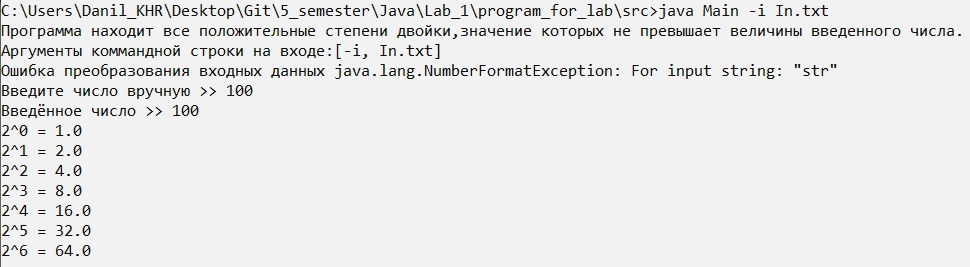 C:\Users\Danil_KHR\Desktop\Git\5_semester\Java\Lab_1\program_for_lab\src>java Main -i In.txt
Программа находит все положительные степени двойки,значение которых не превышает величины введенного числа.
Аргументы коммандной строки на входе:[-i, In.txt]
Ошибка преобразования входных данных java.lang.NumberFormatException: For input string: "str"
Введите число вручную >> 100
Введённое число >> 100
2^0 = 1.0
2^1 = 2.0
2^2 = 4.0
2^3 = 8.0
2^4 = 16.0
2^5 = 32.0
2^6 = 64.0